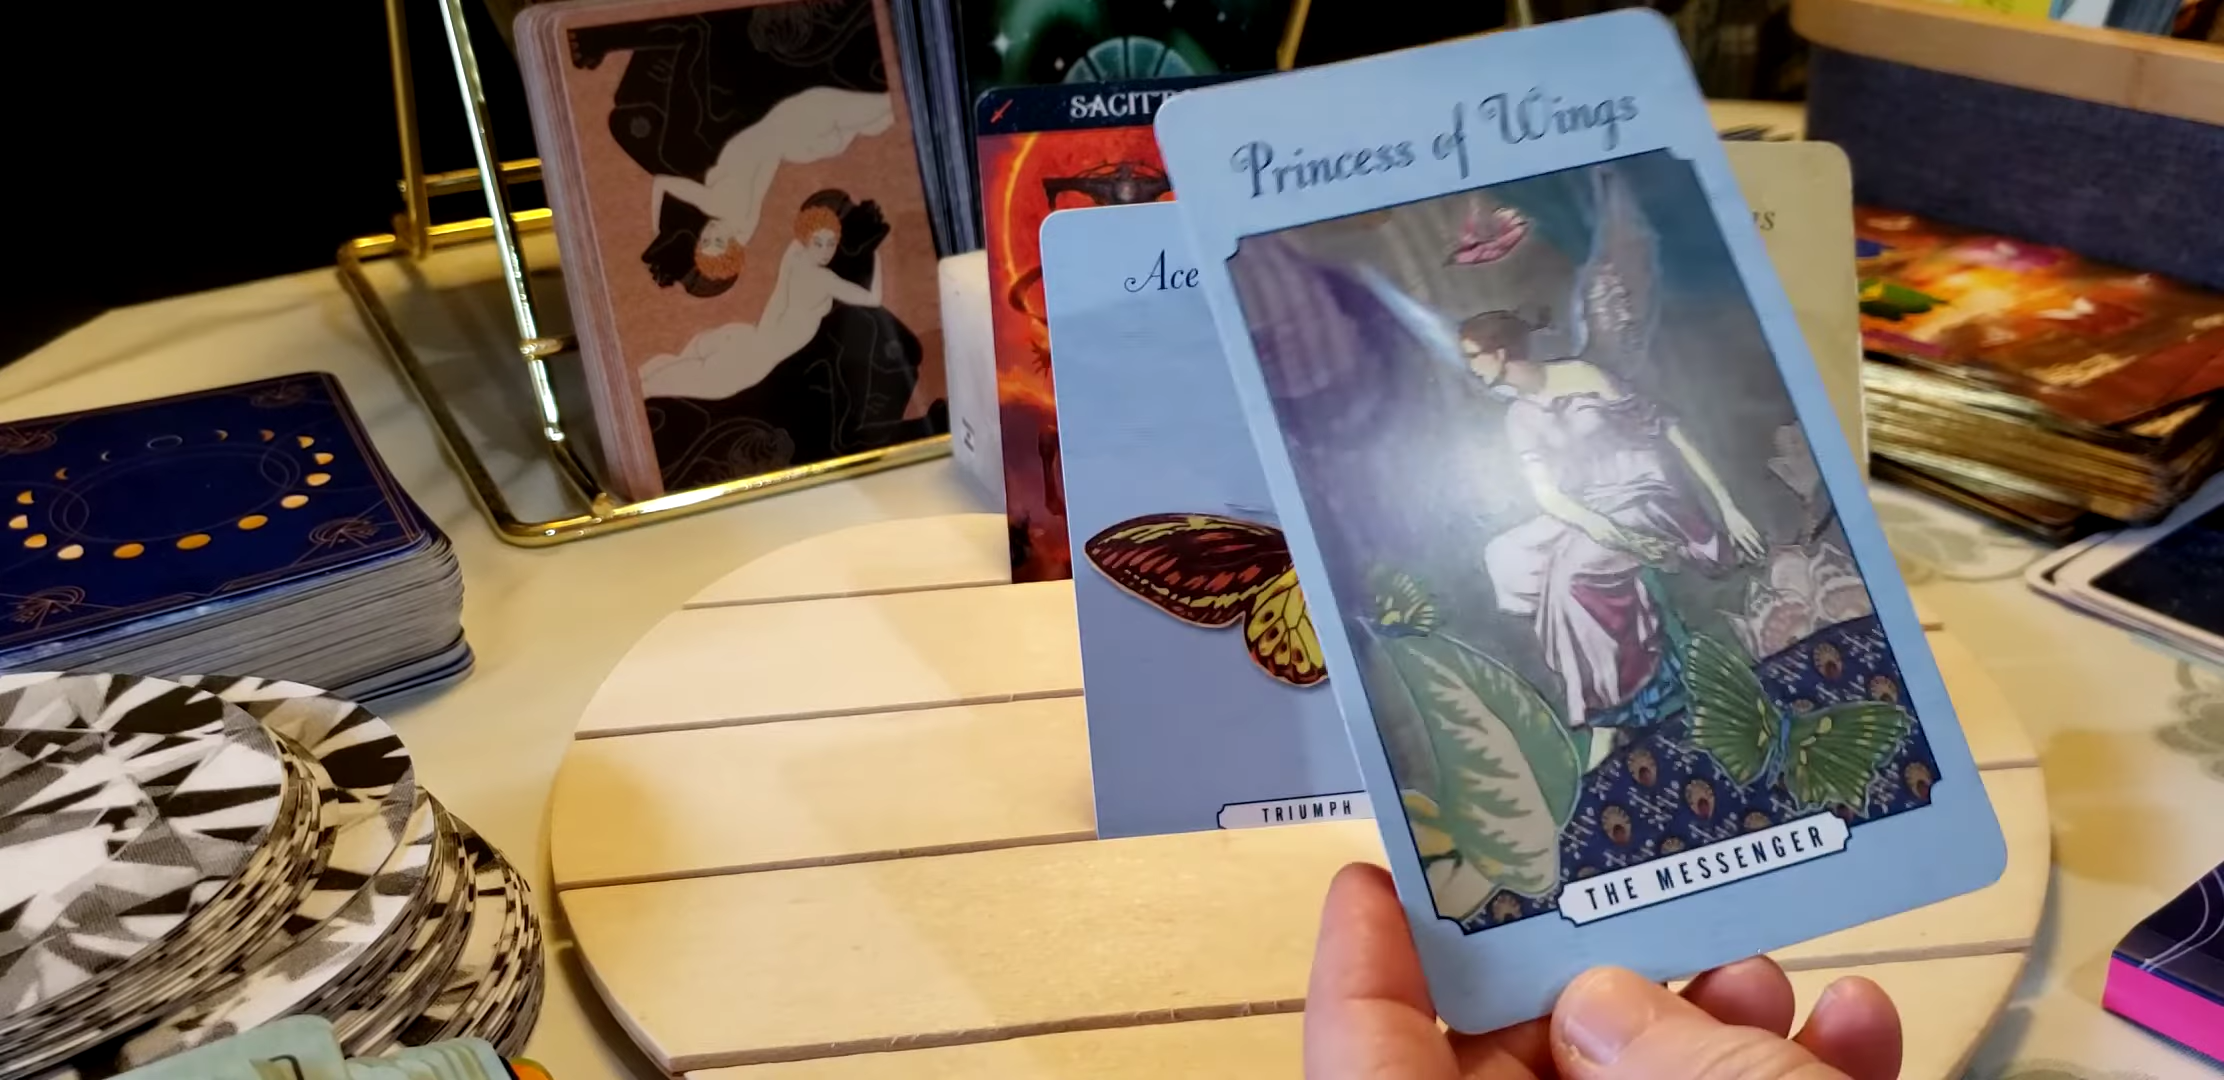 SAGITT
Princess of Wings
Ace
TRIUMPH
THE MESSENGER